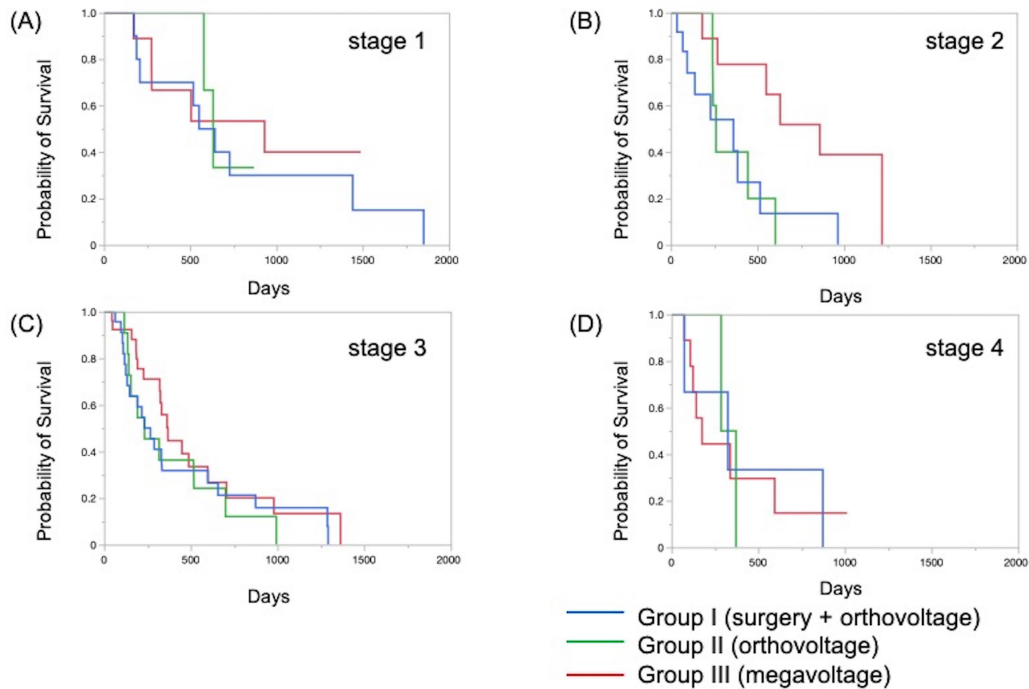 (A)
stage 1
Probability of Survival
1.0
0.8
0.6
0.4
0.2
0
0 500 1000 1500 2000
Days
(B)
stage 2
Probability of Survival
1.0
0.8
0.6
0.4
0.2
0
0 500 1000 1500 2000
Days
(C)
stage 3
Probability of Survival
1.0
0.8
0.6
0.4
0.2
0
0 500 1000 1500 2000
Days
(D)
stage 4
Probability of Survival
1.0
0.8
0.6
0.4
0.2
0
0 500 1000 1500 2000
Days
Group I (surgery + orthovoltage)
Group II (orthovoltage)
Group III (megavoltage)